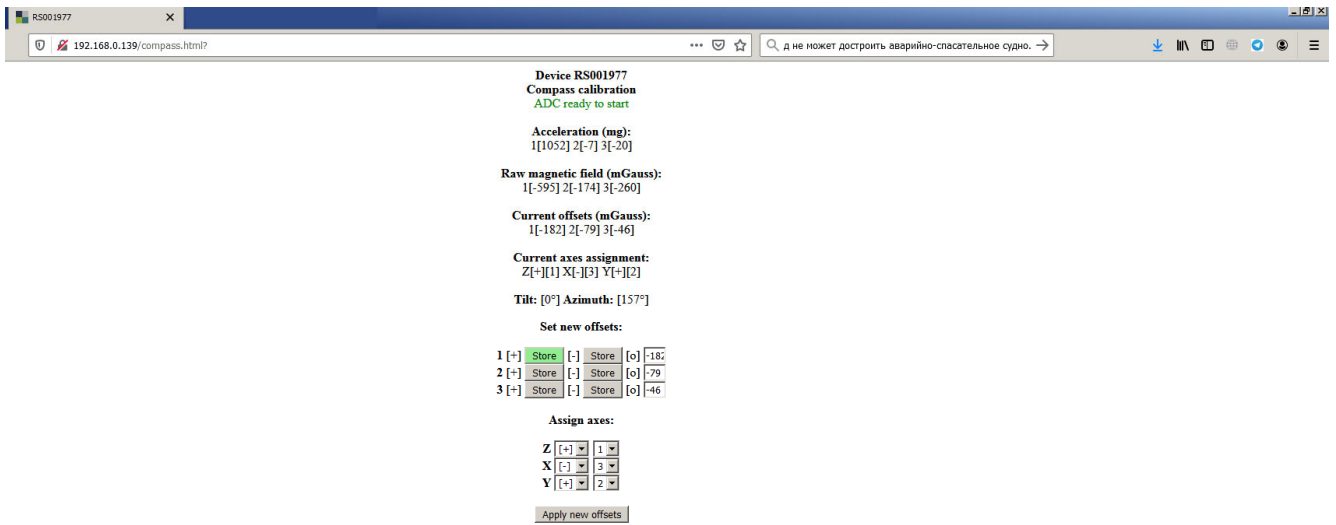 RS001977
192.168.0.139/compass.html?
д не может достроить аварийно-спасательное судно.
Device RS001977
Compass calibration
ADC ready to start
Acceleration (mg):
1[1052] 2[-7] 3[-20]
Raw magnetic field (mGauss):
1[-595] 2[-174] 3[-260]
Current offsets (mGauss):
1[-182] 2[-79] 3[-46]
Current axes assignment:
Z[+][1] X[-][3] Y[+][2]
Tilt: [0°] Azimuth: [157°]
Set new offsets:
1 [+] Store [-] Store [o] -182
2 [+] Store [-] Store [o] -79
3 [+] Store [-] Store [o] -46
Assign axes:
Z [+] 1
X [-] 3
Y [+] 2
Apply new offsets